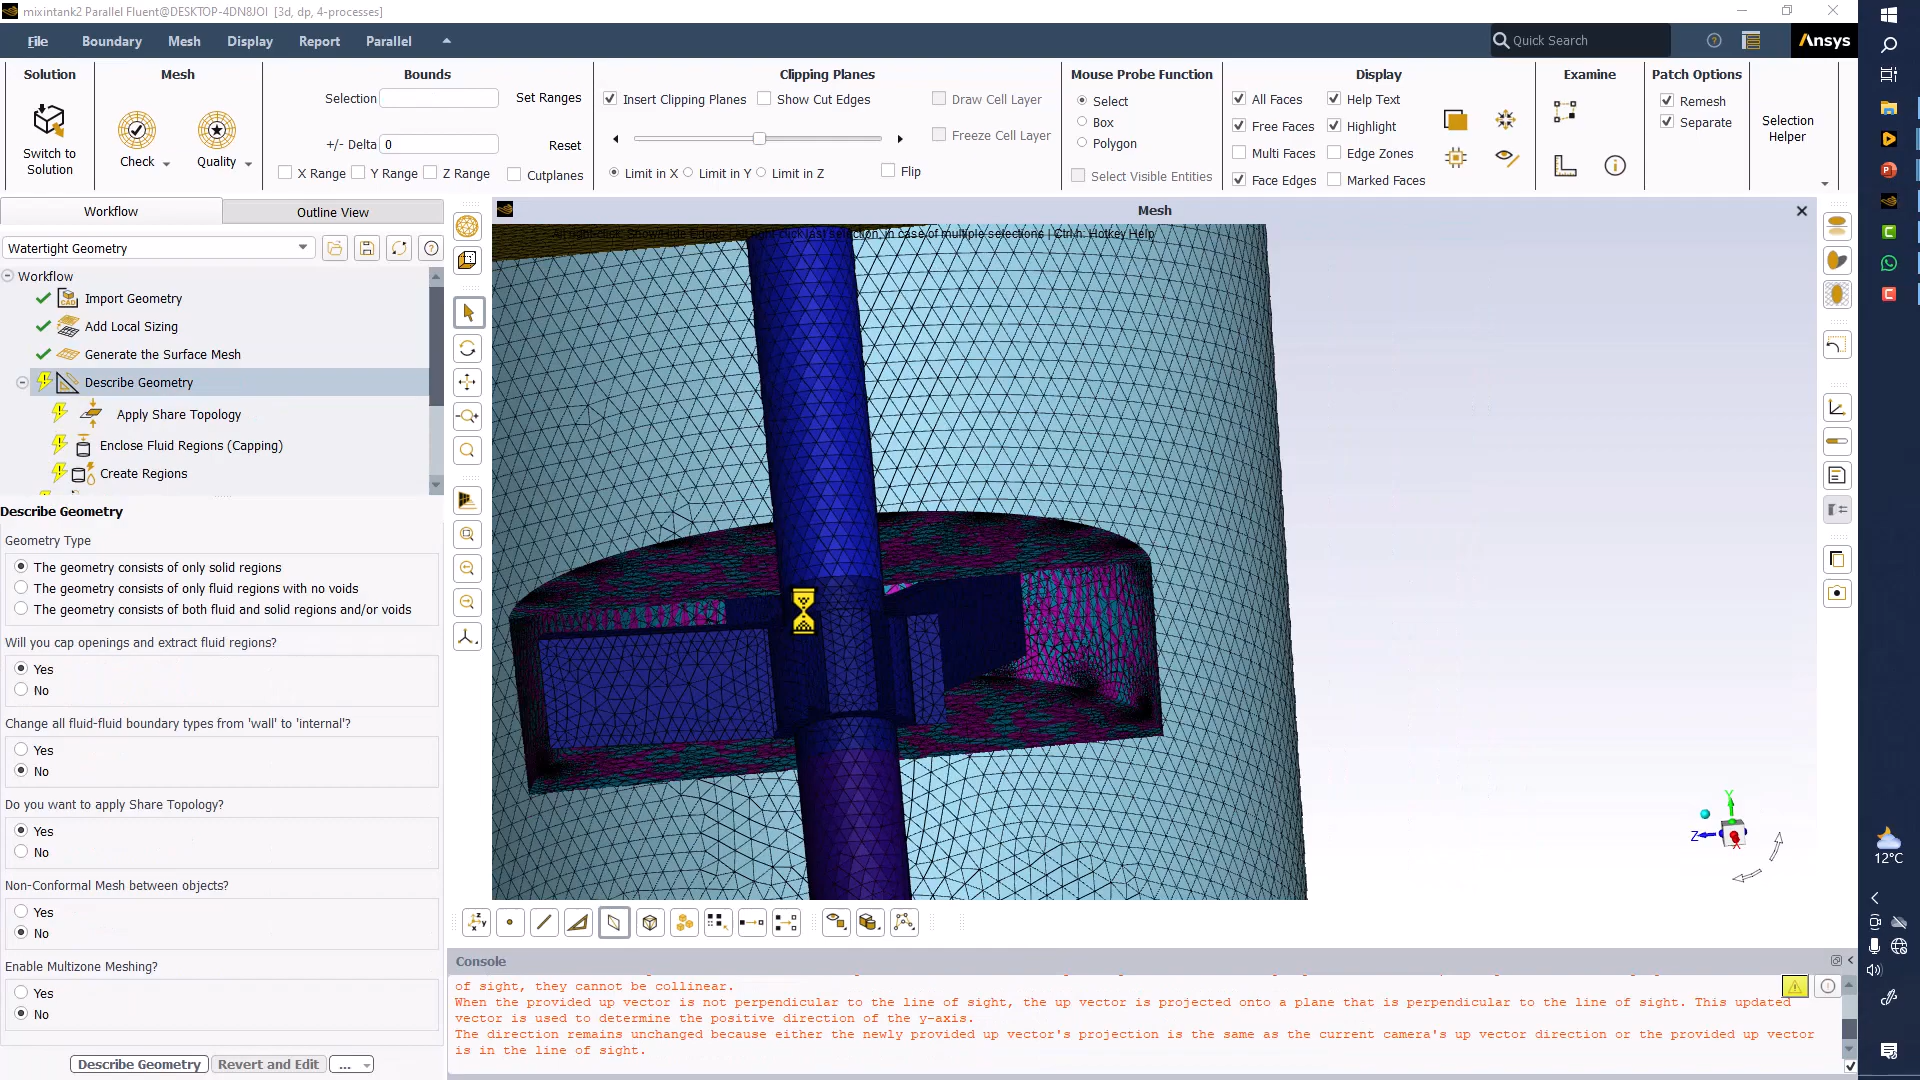 mixintank2 Parallel Fluent@DESKTOP-4DN8JOI [3d, dp, 4-processes]
File Boundary Mesh Display Report Parallel
Quick Search
Ansys
Solution
Switch to
Solution
Mesh
Check
Quality
Bounds
Selection
Set Ranges
+/- Delta 0
Reset
X Range Y Range Z Range Cutplanes
Clipping Planes
Insert Clipping Planes Show Cut Edges
Draw Cell Layer
Freeze Cell Layer
Limit in X Limit in Y Limit in Z
Flip
Mouse Probe Function
Select
Box
Polygon
Select Visible Entities
Display
All Faces Help Text
Free Faces Highlight
Multi Faces Edge Zones
Face Edges Marked Faces
Examine
Patch Options
Remesh
Separate
Selection
Helper
Workflow Outline View
Watertight Geometry
Workflow
Import Geometry
Add Local Sizing
Generate the Surface Mesh
Describe Geometry
Apply Share Topology
Enclose Fluid Regions (Capping)
Create Regions
Describe Geometry
Geometry Type
The geometry consists of only solid regions
The geometry consists of only fluid regions with no voids
The geometry consists of both fluid and solid regions and/or voids
Will you cap openings and extract fluid regions?
Yes
No
Change all fluid-fluid boundary types from 'wall' to 'internal'?
Yes
No
Do you want to apply Share Topology?
Yes
No
Non-Conformal Mesh between objects?
Yes
No
Enable Multizone Meshing?
Yes
No
Describe Geometry Revert and Edit ...
Mesh
selection, in case of multiple selections | Ctrl+h: Hotkey Help
Y
Z
X
Console
of sight, they cannot be collinear.
When the provided up vector is not perpendicular to the line of sight, the up vector is projected onto a plane that is perpendicular to the line of sight. This updated
vector is used to determine the positive direction of the y-axis.
The direction remains unchanged because either the newly provided up vector's projection is the same as the current camera's up vector direction or the provided up vector
is in the line of sight.
12°C